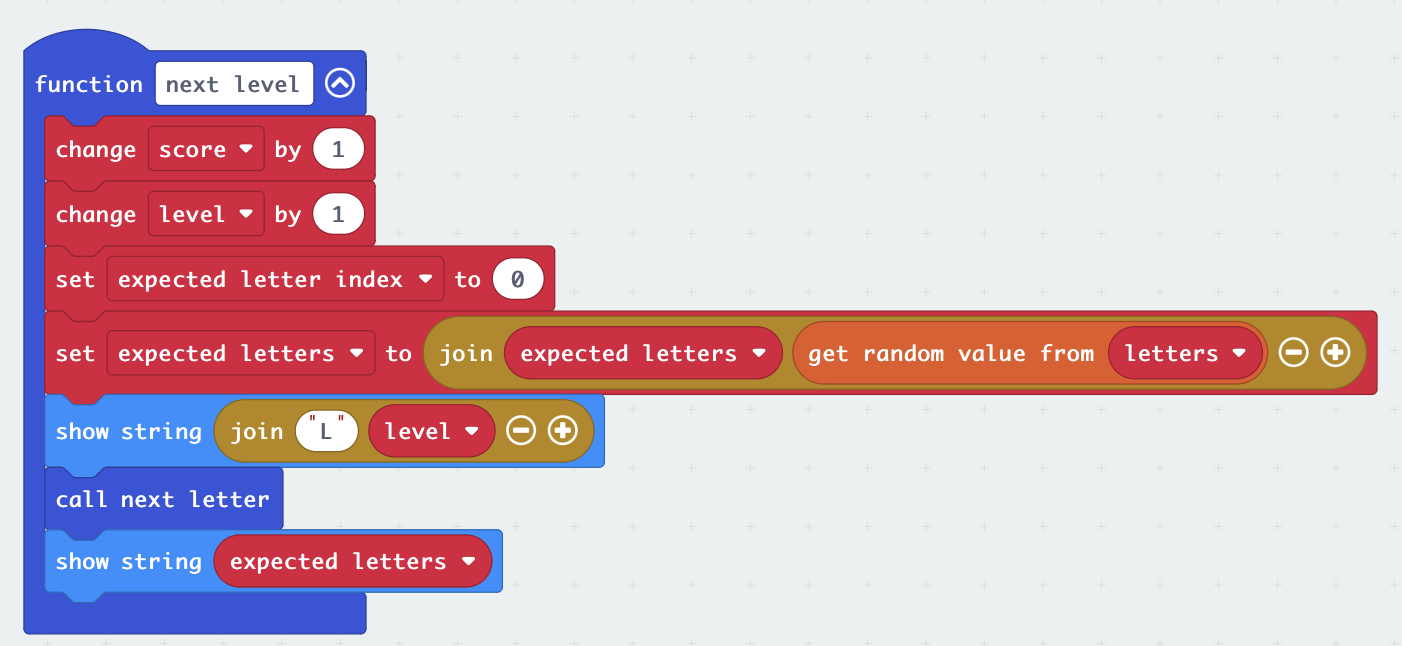 function next level
change score by 1
change level by 1
set expected letter index to 0
set expected letters to join expected letters get random value from letters
show string join "L" level
call next letter
show string expected letters